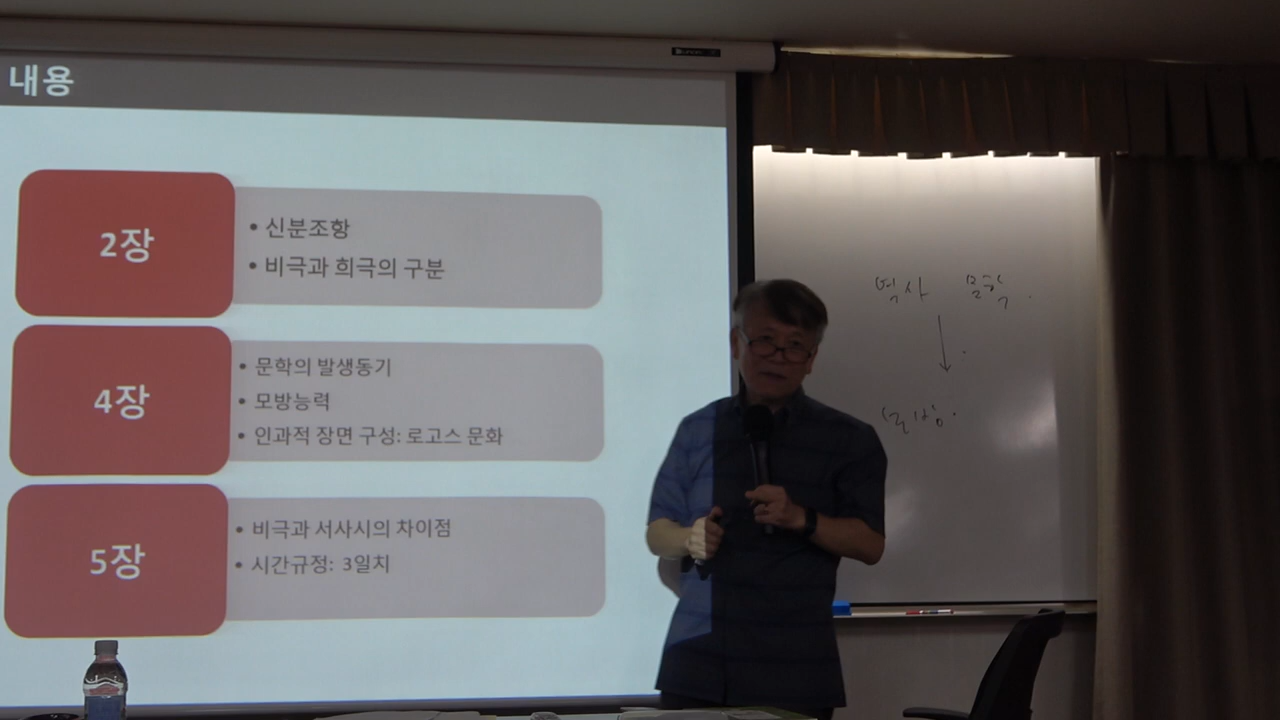 내용
2장
• 신분조항
• 비극과 희극의 구분
4장
• 문학의 발생동기
• 모방능력
• 인과적 장면 구성: 로고스 문화
5장
• 비극과 서사시의 차이점
• 시간규정: 3일치
역사 문학